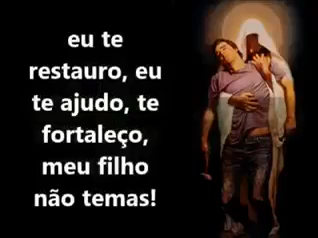 eu te
restauro, eu
te ajudo, te
fortaleço,
meu filho
não temas!